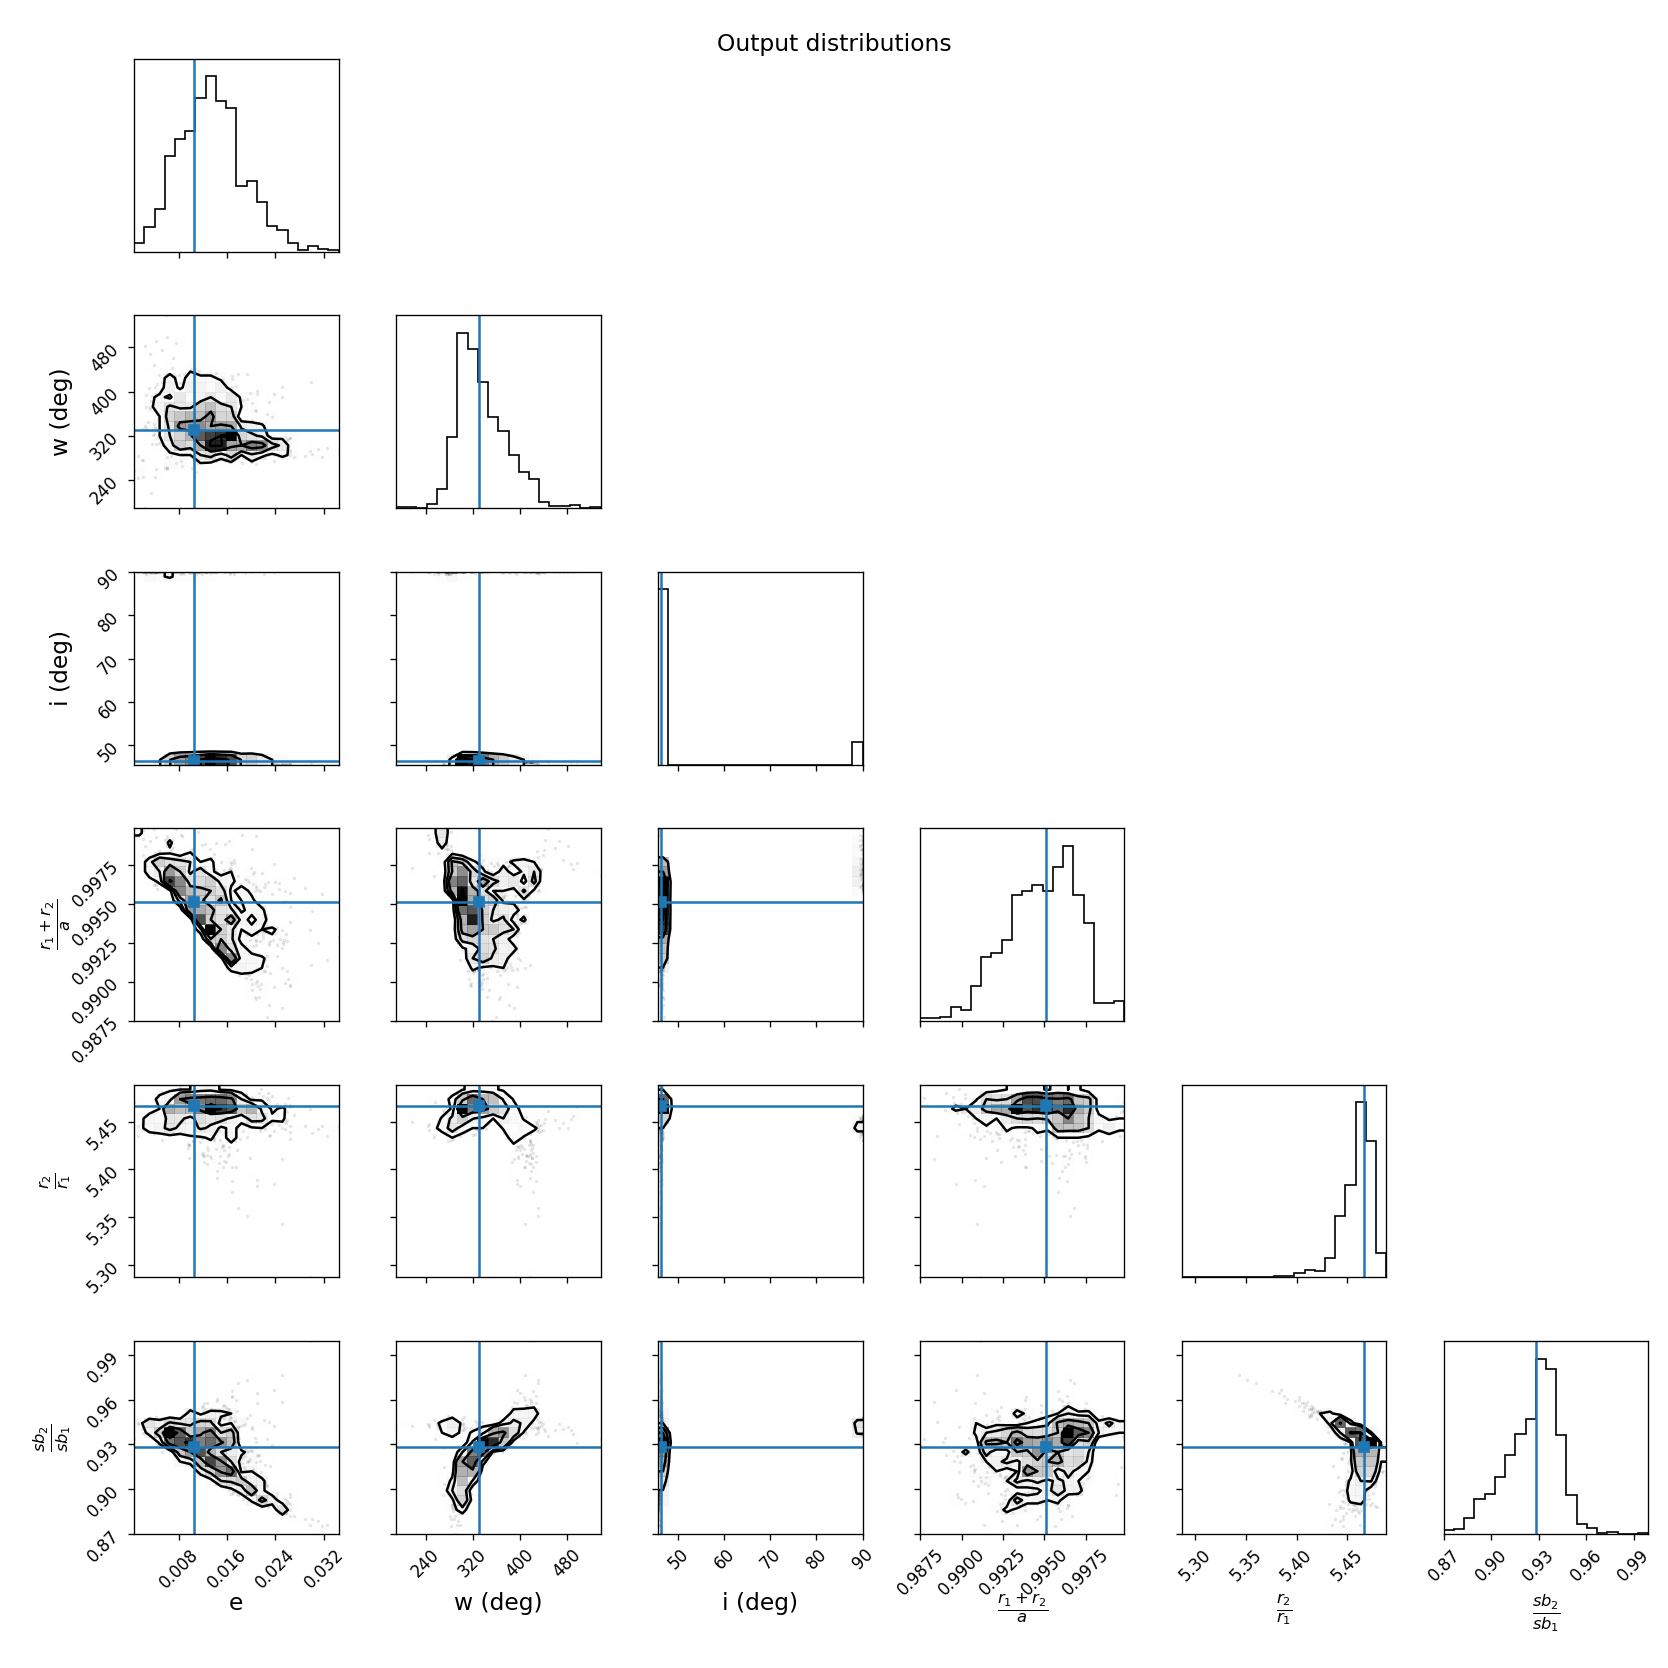 Output distributions
w (deg)
480
400
320
240
i (deg)
90
80
70
60
50
r₁ + r₂
a
0.9975
0.9950
0.9925
0.9900
0.9875
r₂
r₁
5.45
5.40
5.35
5.30
sb₂
sb₁
0.99
0.96
0.93
0.90
0.87
0.008 0.016 0.024 0.032
240 320 400 480
50 60 70 80 90
0.9875 0.9900 0.9925 0.9950 0.9975
5.30 5.35 5.40 5.45
0.87 0.90 0.93 0.96 0.99
e
w (deg)
i (deg)
r₁ + r₂
a
r₂
r₁
sb₂
sb₁